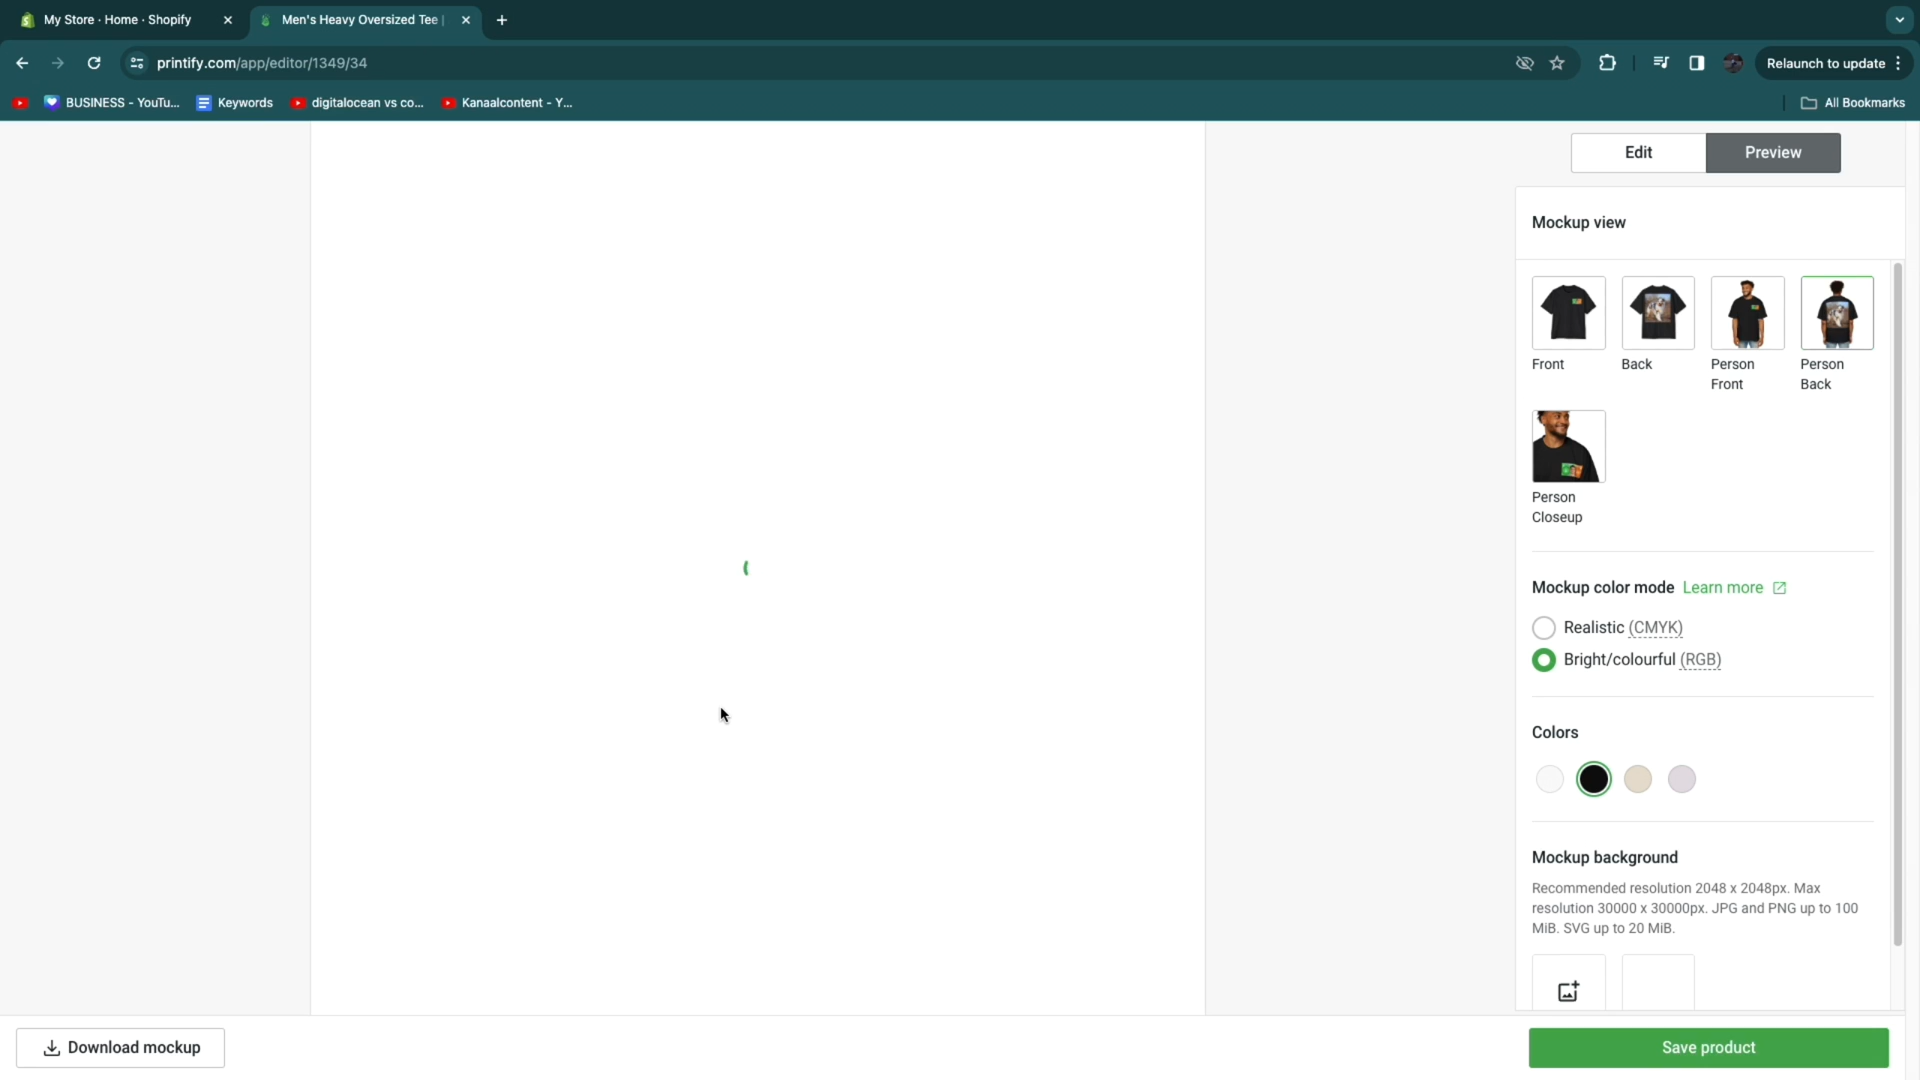 My Store · Home · Shopify
Men's Heavy Oversized Tee |
printify.com/app/editor/1349/34
Relaunch to update
BUSINESS - YouTu...
Keywords
digitalocean vs co...
Kanaalcontent - Y...
All Bookmarks
Edit
Preview
Mockup view
Front
Back
Person Front
Person Back
Person Closeup
Mockup color mode Learn more
Realistic (CMYK)
Bright/colourful (RGB)
Colors
Mockup background
Recommended resolution 2048 x 2048px. Max
resolution 30000 x 30000px. JPG and PNG up to 100
MiB. SVG up to 20 MiB.
Download mockup
Save product